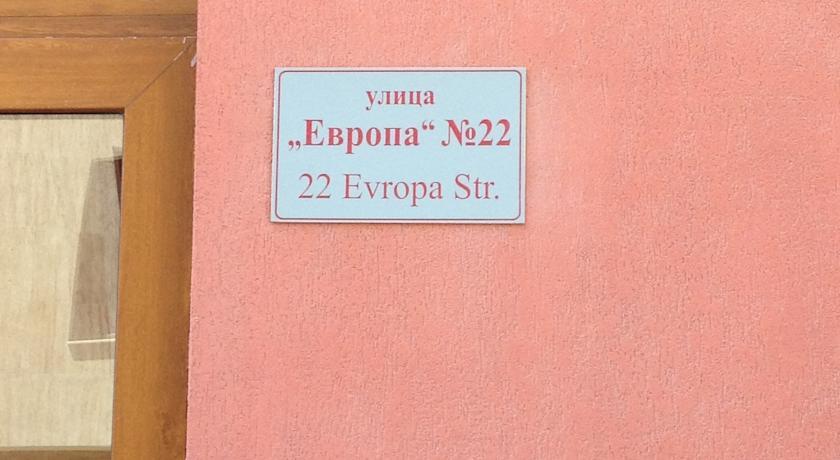 улица
„Европа“ №22
22 Evropa Str.